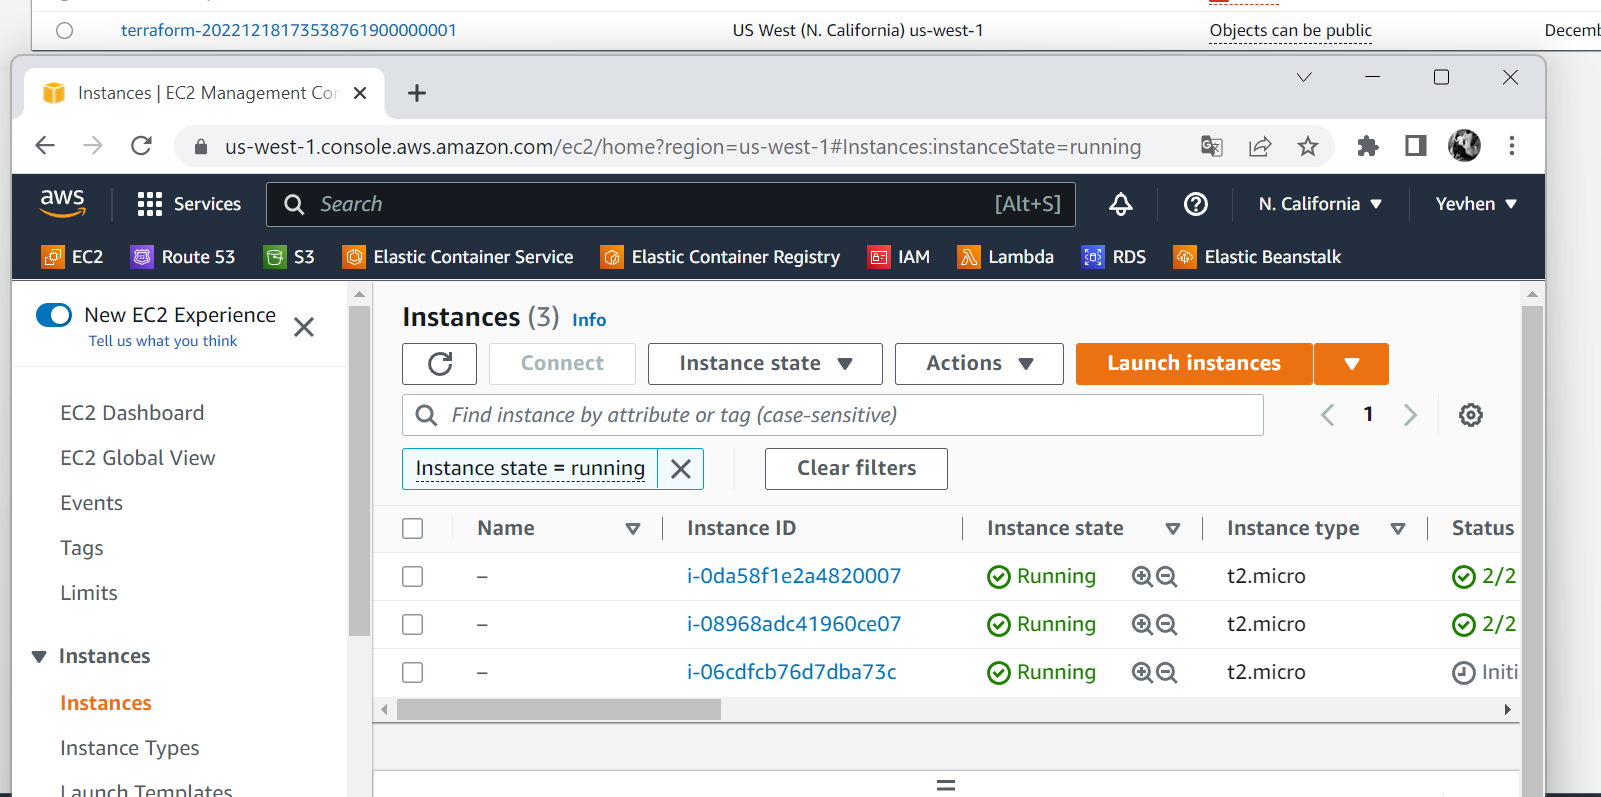 terraform-20221218173538761900000001 US West (N. California) us-west-1 Objects can be public Decemb
Instances | EC2 Management Con
us-west-1.console.aws.amazon.com/ec2/home?region=us-west-1#Instances:instanceState=running
aws Services Search [Alt+S] N. California Yevhen
EC2 Route 53 S3 Elastic Container Service Elastic Container Registry IAM Lambda RDS Elastic Beanstalk
New EC2 Experience
Tell us what you think
EC2 Dashboard
EC2 Global View
Events
Tags
Limits
Instances
Instances
Instance Types
Launch Templates
Instances (3) Info
Connect Instance state Actions Launch instances
Find instance by attribute or tag (case-sensitive) 1
Instance state = running Clear filters
Name Instance ID Instance state Instance type Status
– i-0da58f1e2a4820007 Running t2.micro 2/2
– i-08968adc41960ce07 Running t2.micro 2/2
– i-06cdfcb76d7dba73c Running t2.micro Initi